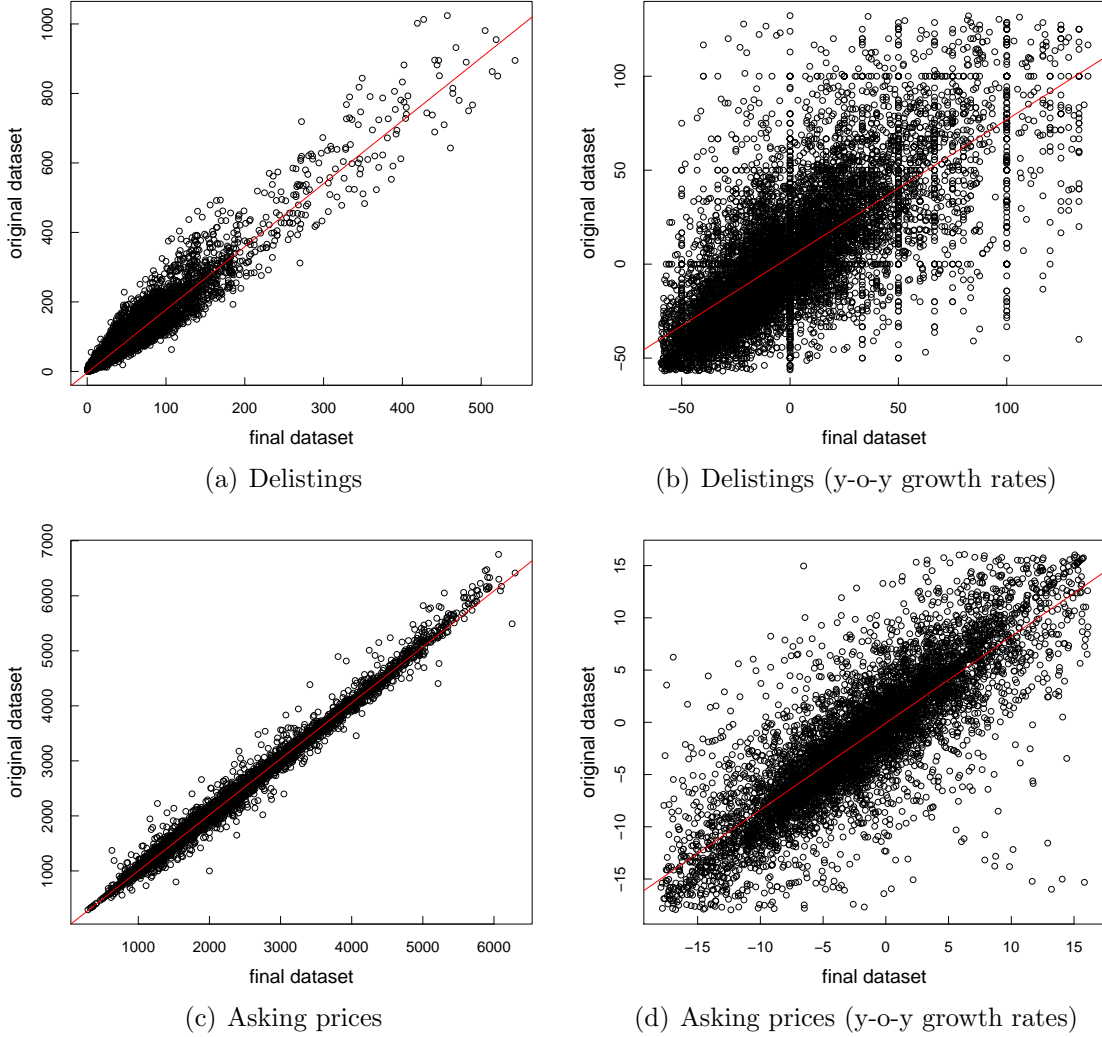 1000
800
600
400
200
0
original dataset
0 100 200 300 400 500
final dataset
(a) Delistings
100
50
0
−50
original dataset
−50 0 50 100
final dataset
(b) Delistings (y-o-y growth rates)
7000
6000
5000
4000
3000
2000
1000
original dataset
1000 2000 3000 4000 5000 6000
final dataset
(c) Asking prices
15
10
5
0
−5
−10
−15
original dataset
−15 −10 −5 0 5 10 15
final dataset
(d) Asking prices (y-o-y growth rates)